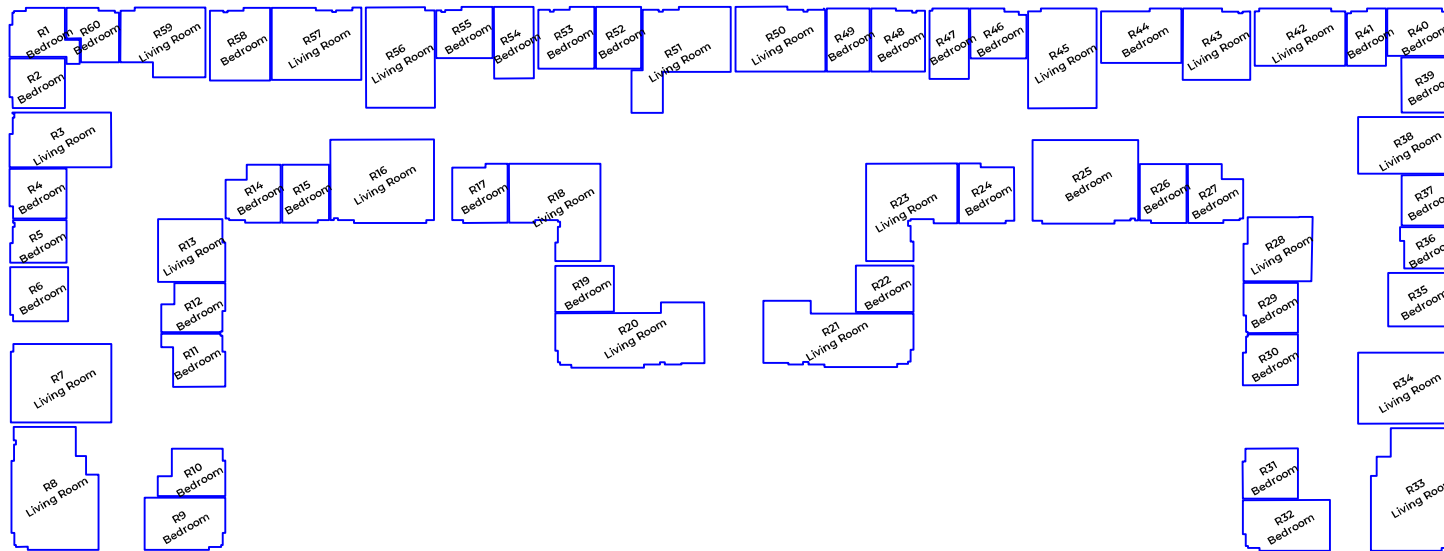 R1
Bedroom
R60
Bedroom
R59
Living Room
R58
Bedroom
R57
Living Room
R56
Living Room
R55
Bedroom
R54
Bedroom
R53
Bedroom
R52
Bedroom
R51
Living Room
R50
Living Room
R49
Bedroom
R48
Bedroom
R47
Bedroom
R46
Bedroom
R45
Living Room
R44
Bedroom
R43
Living Room
R42
Living Room
R41
Bedroom
R40
Bedroom
R2
Bedroom
R39
Bedroom
R3
Living Room
R38
Living Room
R4
Bedroom
R14
Bedroom
R15
Bedroom
R16
Living Room
R17
Bedroom
R18
Living Room
R23
Living Room
R24
Bedroom
R25
Bedroom
R26
Bedroom
R27
Bedroom
R37
Bedroom
R5
Bedroom
R13
Living Room
R28
Living Room
R36
Bedroom
R6
Bedroom
R12
Bedroom
R19
Bedroom
R22
Bedroom
R29
Bedroom
R35
Bedroom
R11
Bedroom
R20
Living Room
R21
Living Room
R30
Bedroom
R7
Living Room
R34
Living Room
R8
Living Room
R10
Bedroom
R9
Bedroom
R31
Bedroom
R32
Bedroom
R33
Living Room